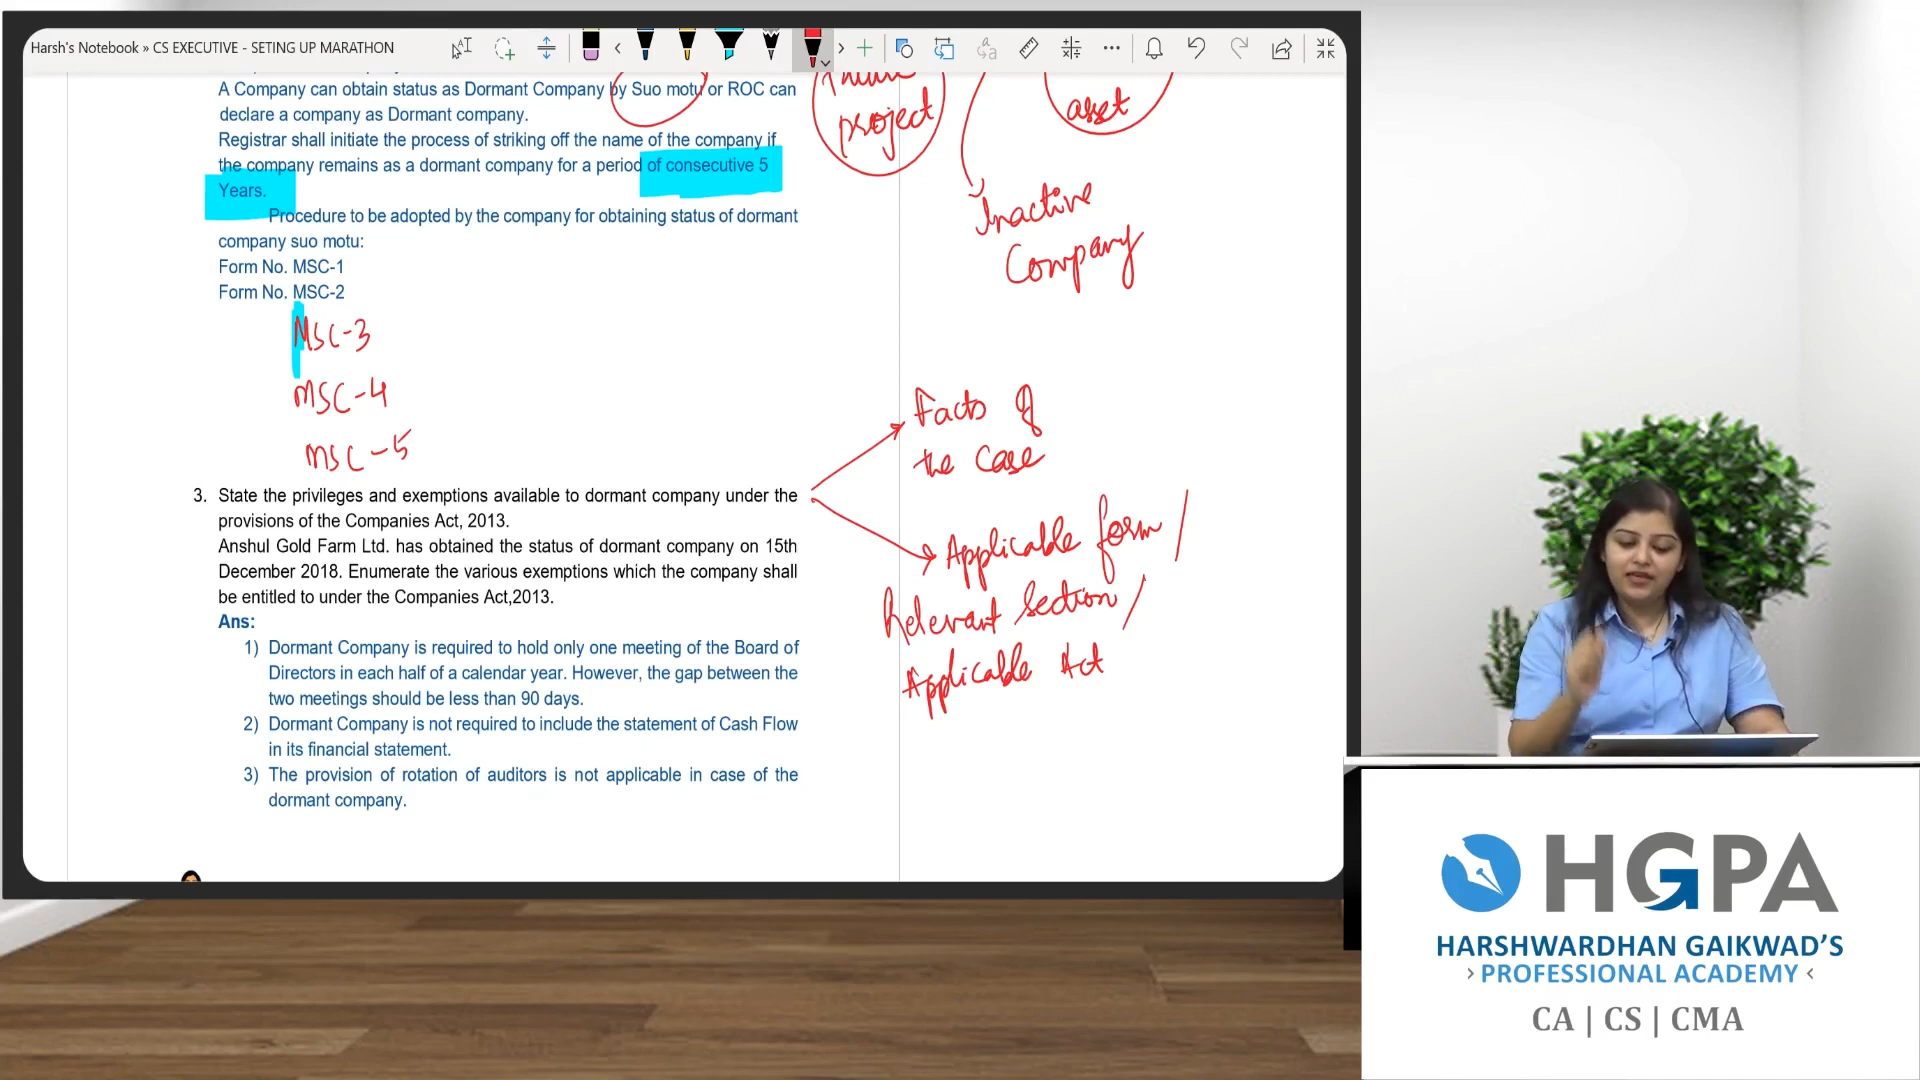 Harsh's Notebook » CS EXECUTIVE - SETING UP MARATHON
A Company can obtain status as Dormant Company by Suo motu or ROC can
declare a company as Dormant company.
Registrar shall initiate the process of striking off the name of the company if
the company remains as a dormant company for a period of consecutive 5
Years.
Procedure to be adopted by the company for obtaining status of dormant
company suo motu:
Form No. MSC-1
Form No. MSC-2
MSC-3
MSC-4
MSC-5
project
asset
Inactive
Company
3. State the privileges and exemptions available to dormant company under the
provisions of the Companies Act, 2013.
Anshul Gold Farm Ltd. has obtained the status of dormant company on 15th
December 2018. Enumerate the various exemptions which the company shall
be entitled to under the Companies Act,2013.
Ans:
1) Dormant Company is required to hold only one meeting of the Board of
Directors in each half of a calendar year. However, the gap between the
two meetings should be less than 90 days.
2) Dormant Company is not required to include the statement of Cash Flow
in its financial statement.
3) The provision of rotation of auditors is not applicable in case of the
dormant company.
Facts of
the Case
Applicable form /
Relevant Section /
Applicable Act
HGPA
HARSHWARDHAN GAIKWAD'S
› PROFESSIONAL ACADEMY ‹
CA | CS | CMA